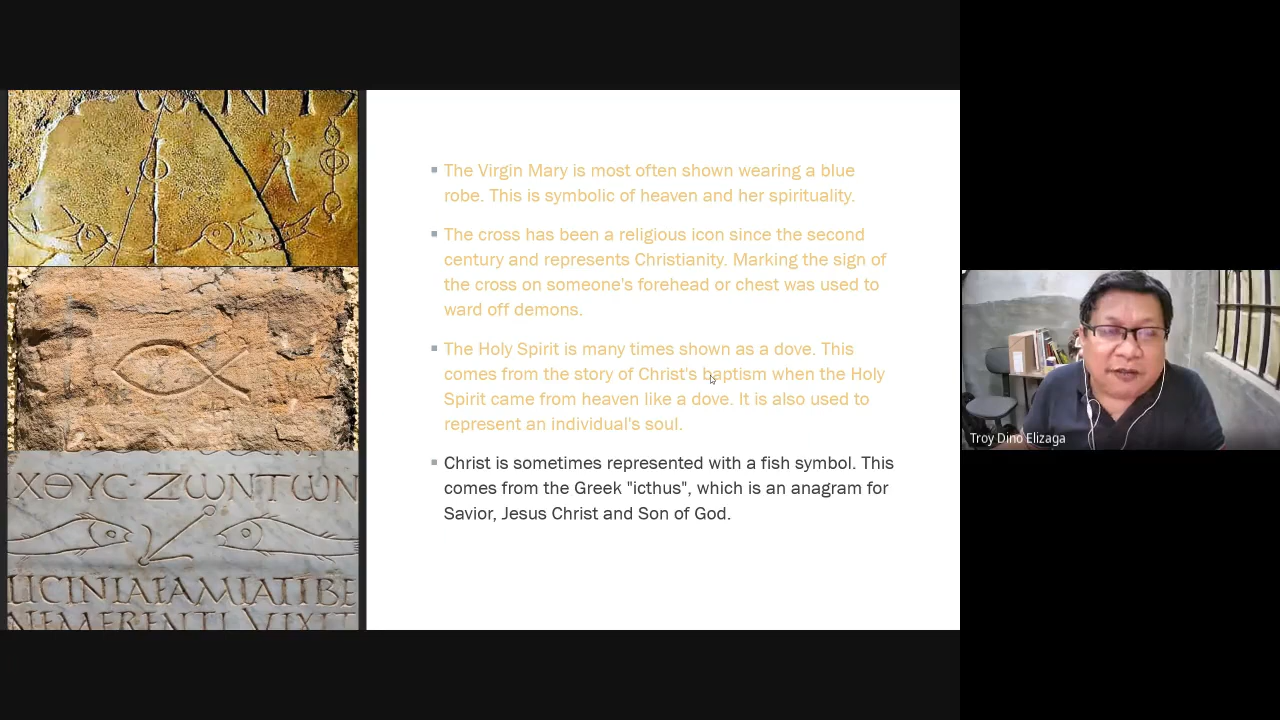 ΙΧΘΥC ΖωΝΤωΝ
LICINIAEAMIATIBE
The Virgin Mary is most often shown wearing a blue
robe. This is symbolic of heaven and her spirituality.
The cross has been a religious icon since the second
century and represents Christianity. Marking the sign of
the cross on someone's forehead or chest was used to
ward off demons.
The Holy Spirit is many times shown as a dove. This
comes from the story of Christ's baptism when the Holy
Spirit came from heaven like a dove. It is also used to
represent an individual's soul.
Christ is sometimes represented with a fish symbol. This
comes from the Greek "icthus", which is an anagram for
Savior, Jesus Christ and Son of God.
Troy Dino Elizaga